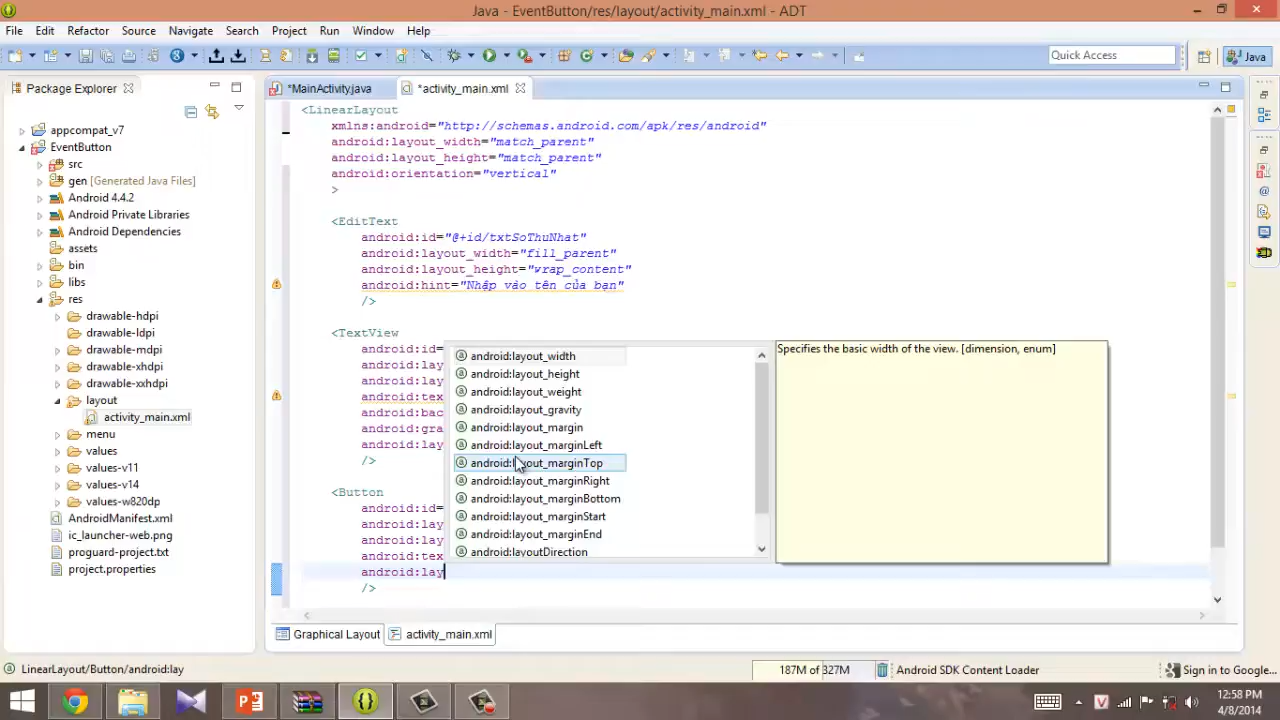 Java - EventButton/res/layout/activity_main.xml - ADT
File Edit Refactor Source Navigate Search Project Run Window Help
Quick Access
Java
Package Explorer
*MainActivity.java
*activity_main.xml
appcompat_v7
EventButton
src
gen [Generated Java Files]
Android 4.4.2
Android Private Libraries
Android Dependencies
assets
bin
libs
res
drawable-hdpi
drawable-ldpi
drawable-mdpi
drawable-xhdpi
drawable-xxhdpi
layout
activity_main.xml
menu
values
values-v11
values-v14
values-w820dp
AndroidManifest.xml
ic_launcher-web.png
proguard-project.txt
project.properties
<LinearLayout
xmlns:android="http://schemas.android.com/apk/res/android"
android:layout_width="match_parent"
android:layout_height="match_parent"
android:orientation="vertical"
>
<EditText
android:id="@+id/txtSoThuNhat"
android:layout_width="fill_parent"
android:layout_height="wrap_content"
android:hint="Nhập vào tên của bạn"
/>
<TextView
android:id=
android:lay
android:lay
android:tex
android:bac
android:gra
android:lay
/>
<Button
android:id=
android:lay
android:lay
android:tex
android:lay
/>
android:layout_width
android:layout_height
android:layout_weight
android:layout_gravity
android:layout_margin
android:layout_marginLeft
android:layout_marginTop
android:layout_marginRight
android:layout_marginBottom
android:layout_marginStart
android:layout_marginEnd
android:layoutDirection
Specifies the basic width of the view. [dimension, enum]
Graphical Layout
activity_main.xml
LinearLayout/Button/android:lay
187M of 327M
Android SDK Content Loader
Sign in to Google...
12:58 PM
4/8/2014